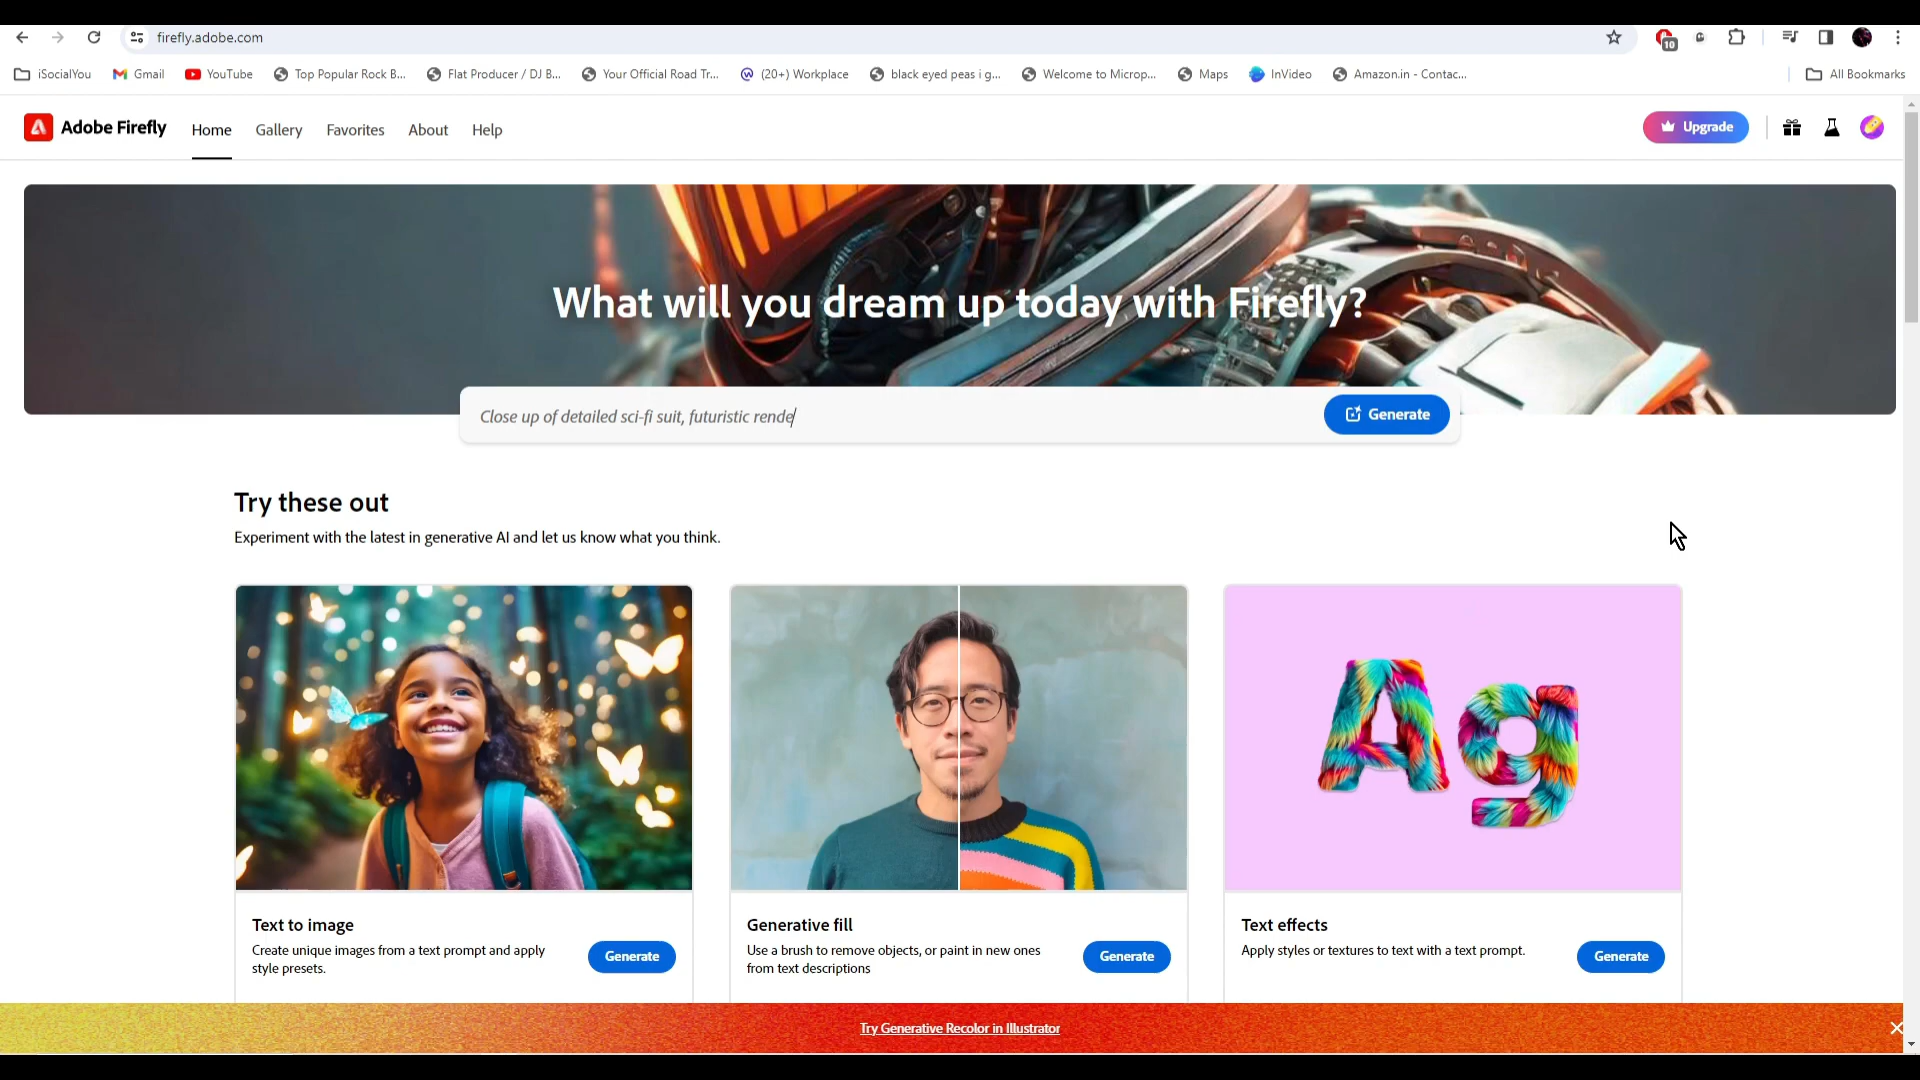 firefly.adobe.com
10
iSocialYou Gmail YouTube Top Popular Rock B... Flat Producer / DJ B... Your Official Road Tr... (20+) Workplace black eyed peas i g... Welcome to Microp... Maps InVideo Amazon.in - Contac... All Bookmarks
Adobe Firefly Home Gallery Favorites About Help Upgrade
What will you dream up today with Firefly?
Close up of detailed sci-fi suit, futuristic rende Generate
Try these out
Experiment with the latest in generative AI and let us know what you think.
Ag
Text to image
Create unique images from a text prompt and apply
style presets.
Generate
Generative fill
Use a brush to remove objects, or paint in new ones
from text descriptions
Generate
Text effects
Apply styles or textures to text with a text prompt.
Generate
Try Generative Recolor in Illustrator